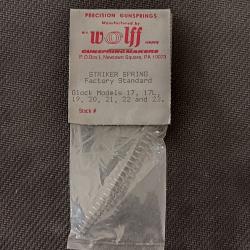 PRECISION GUNSPRINGS
Manufactured by
wolff
GUNSPRINGMAKERS
P.O. Box I, Newtown Square, PA 19073
STRIKER SPRING
Factory Standard
Glock Models 17, 17L,
19, 20, 21, 22 and 23.
Stock #